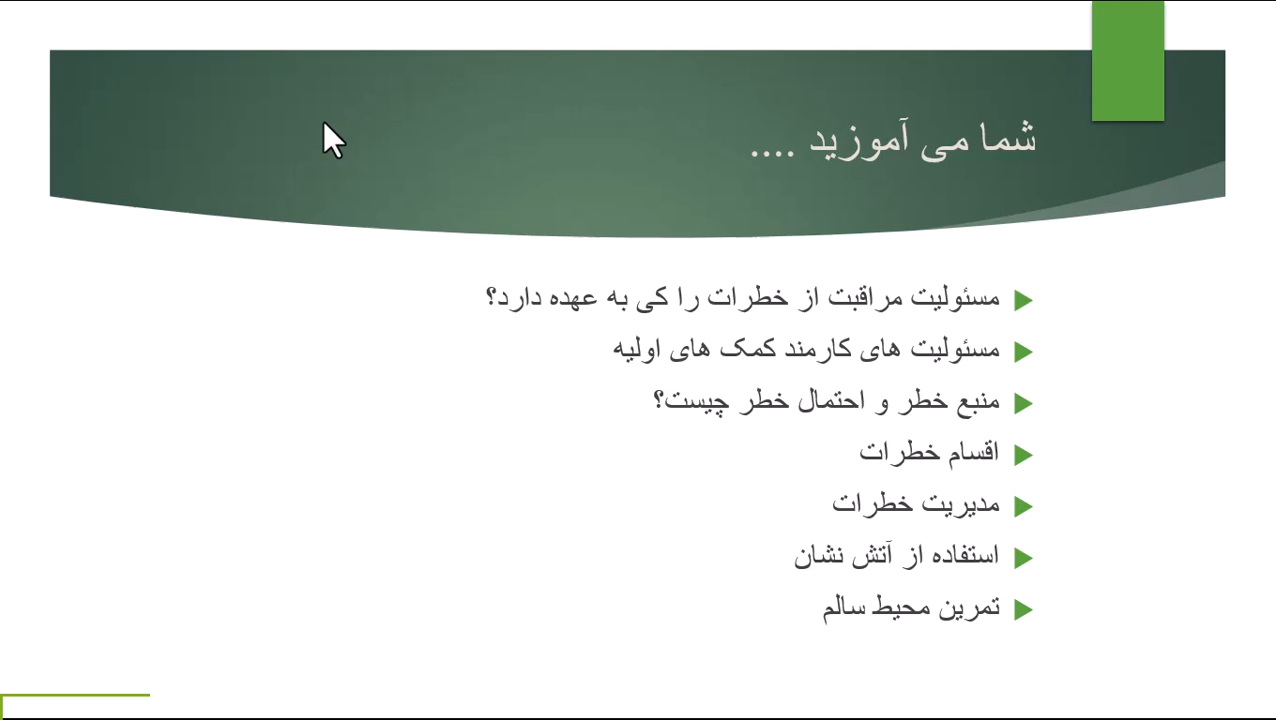 شما می آموزید ....
مسئولیت مراقبت از خطرات را کی به عهده دارد؟
مسئولیت های کارمند کمک های اولیه
منبع خطر و احتمال خطر چیست؟
اقسام خطرات
مدیریت خطرات
استفاده از آتش نشان
تمرین محیط سالم